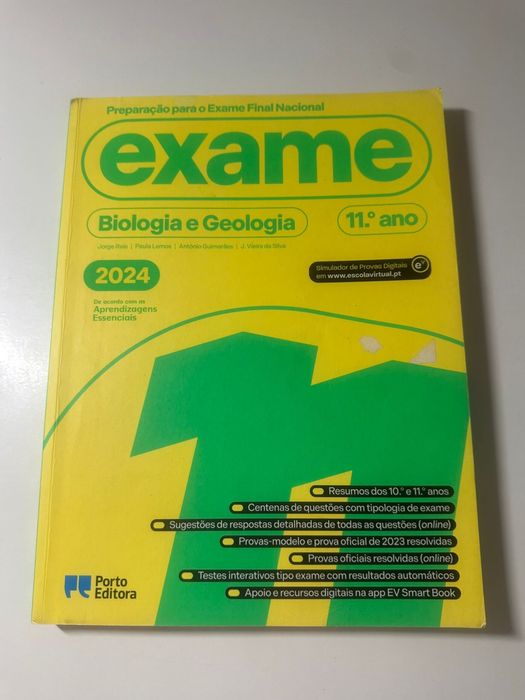 Preparação para o Exame Final Nacional
exame
Biologia e Geologia
11.º ano
Jorge Reis | Paula Lemos | António Guimarães | J. Vieira da Silva
2024
Simulador de Provas Digitais
em www.escolavirtual.pt
ev
De acordo com as
Aprendizagens
Essenciais
11
Resumos dos 10.º e 11.º anos
Centenas de questões com tipologia de exame
Sugestões de respostas detalhadas de todas as questões (online)
Provas-modelo e prova oficial de 2023 resolvidas
Provas oficiais resolvidas (online)
Testes interativos tipo exame com resultados automáticos
Apoio e recursos digitais na app EV Smart Book
Porto
Editora